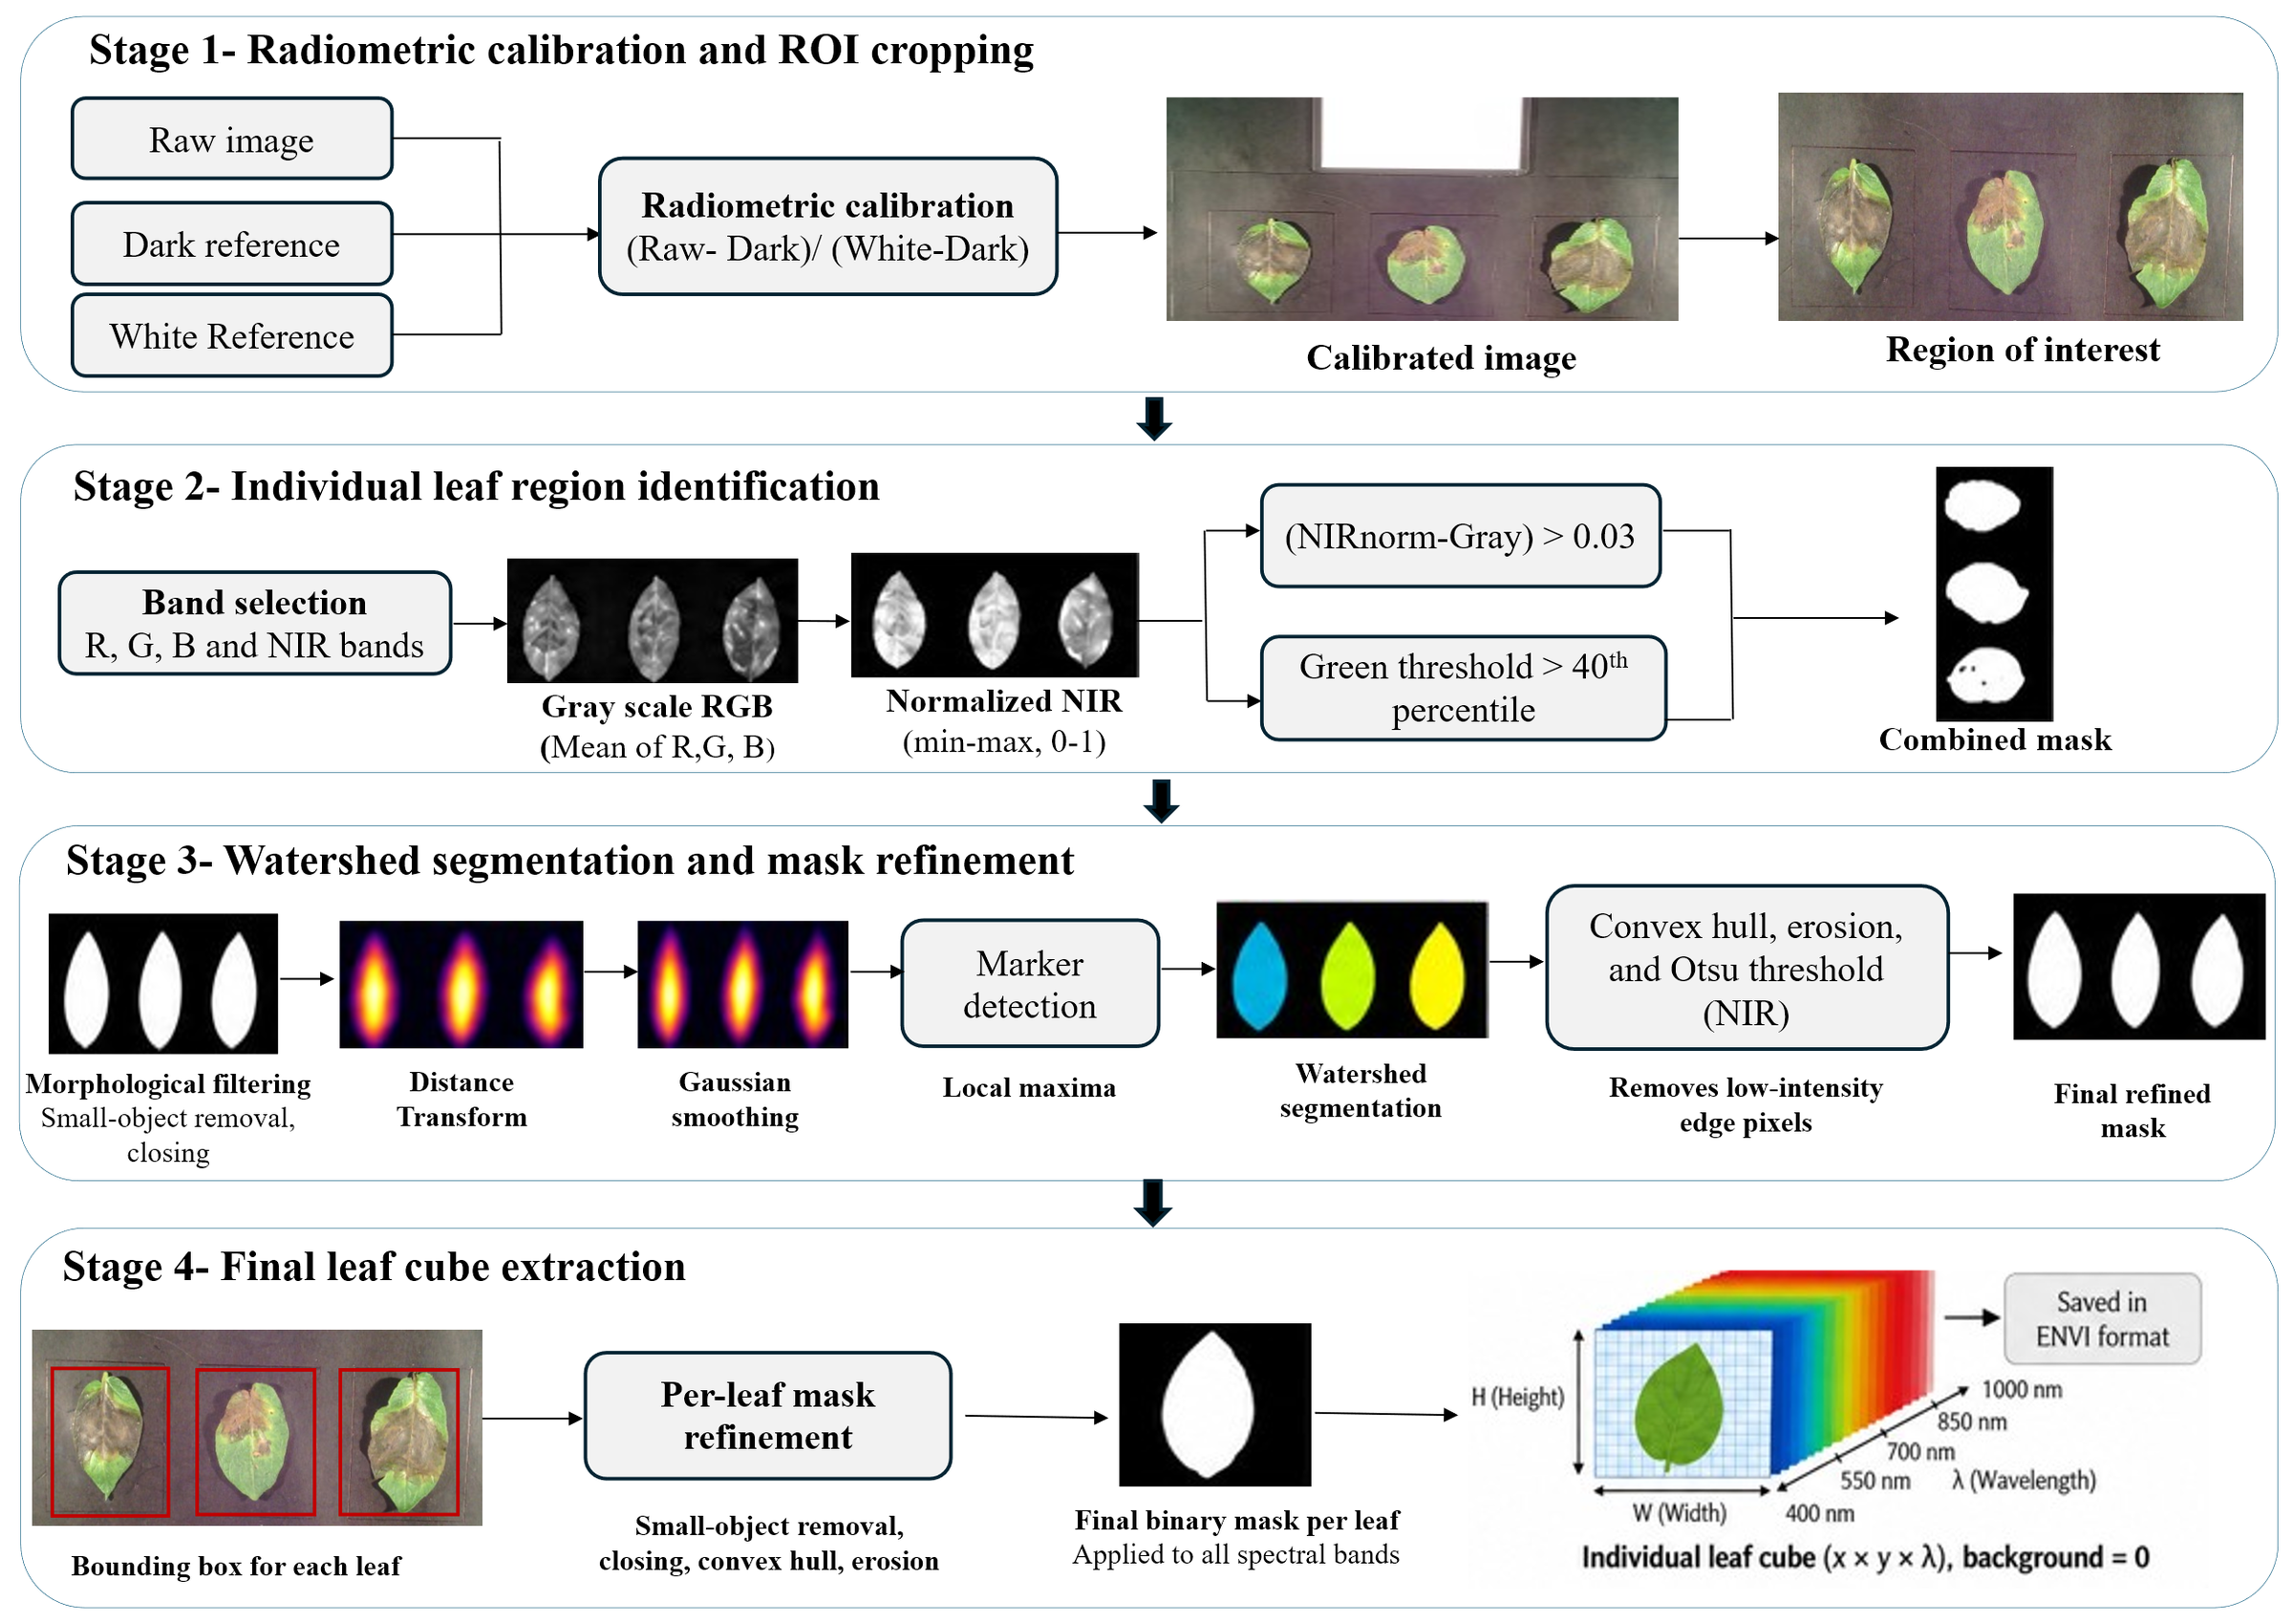 Stage 1- Radiometric calibration and ROI cropping
Raw image
Dark reference
White Reference
Radiometric calibration
(Raw- Dark)/ (White-Dark)
Calibrated image
Region of interest
Stage 2- Individual leaf region identification
Band selection
R, G, B and NIR bands
Gray scale RGB
(Mean of R,G, B)
Normalized NIR
(min-max, 0-1)
(NIRnorm-Gray) > 0.03
Green threshold > 40th
percentile
Combined mask
Stage 3- Watershed segmentation and mask refinement
Morphological filtering
Small-object removal,
closing
Distance
Transform
Gaussian
smoothing
Marker
detection
Local maxima
Watershed
segmentation
Convex hull, erosion,
and Otsu threshold
(NIR)
Removes low-intensity
edge pixels
Final refined
mask
Stage 4- Final leaf cube extraction
Bounding box for each leaf
Per-leaf mask
refinement
Small-object removal,
closing, convex hull, erosion
Final binary mask per leaf
Applied to all spectral bands
H (Height)
W (Width)
400 nm
550 nm
700 nm
850 nm
1000 nm
λ (Wavelength)
Saved in
ENVI format
Individual leaf cube (x × y × λ), background = 0